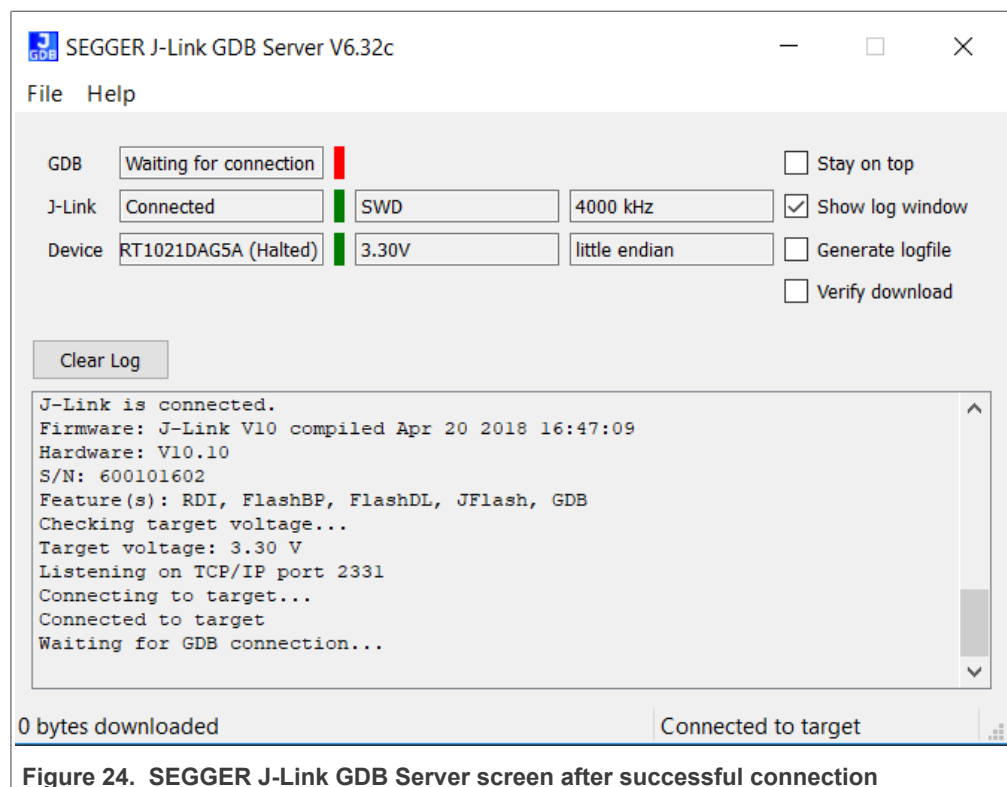 J
GDB
SEGGER J-Link GDB Server V6.32c
File Help
GDB Waiting for connection Stay on top
J-Link Connected SWD 4000 kHz Show log window
Device RT1021DAG5A (Halted) 3.30V little endian Generate logfile
Verify download
Clear Log
J-Link is connected.
Firmware: J-Link V10 compiled Apr 20 2018 16:47:09
Hardware: V10.10
S/N: 600101602
Feature(s): RDI, FlashBP, FlashDL, JFlash, GDB
Checking target voltage...
Target voltage: 3.30 V
Listening on TCP/IP port 2331
Connecting to target...
Connected to target
Waiting for GDB connection...
0 bytes downloaded Connected to target
Figure 24. SEGGER J-Link GDB Server screen after successful connection